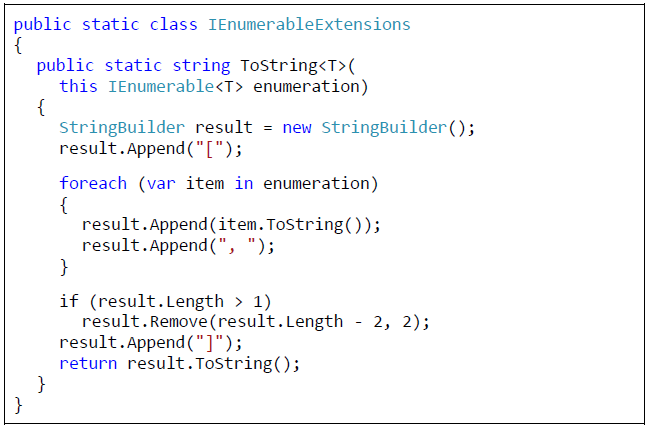 public static class IEnumerableExtensions
{
public static string ToString<T>(
this IEnumerable<T> enumeration)
{
StringBuilder result = new StringBuilder();
result.Append("[");
foreach (var item in enumeration)
{
result.Append(item.ToString());
result.Append(", ");
}
if (result.Length > 1)
result.Remove(result.Length - 2, 2);
result.Append("]");
return result.ToString();
}
}